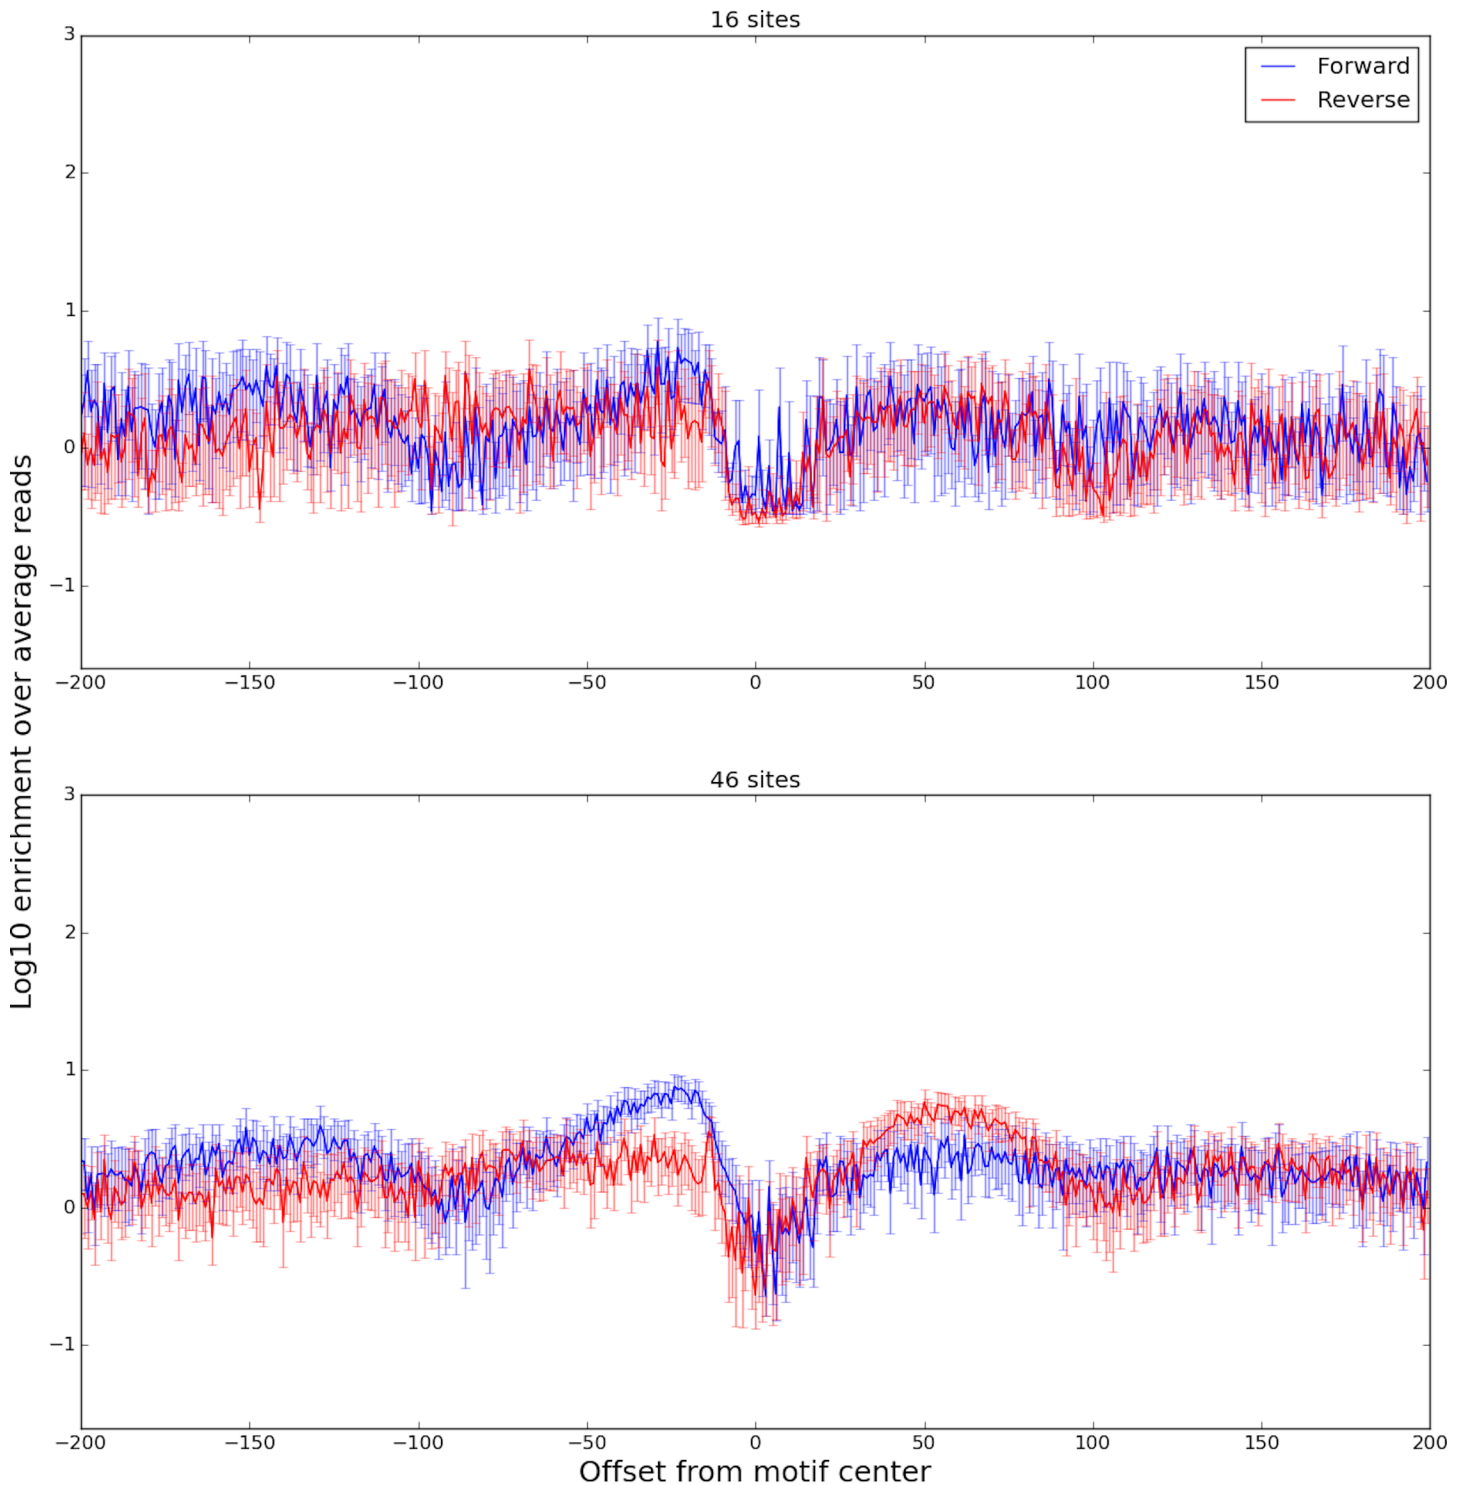 16 sites
3
2
1
0
−1
−200 −150 −100 −50 0 50 100 150 200
Forward
Reverse
Log10 enrichment over average reads
46 sites
3
2
1
0
−1
−200 −150 −100 −50 0 50 100 150 200
Offset from motif center